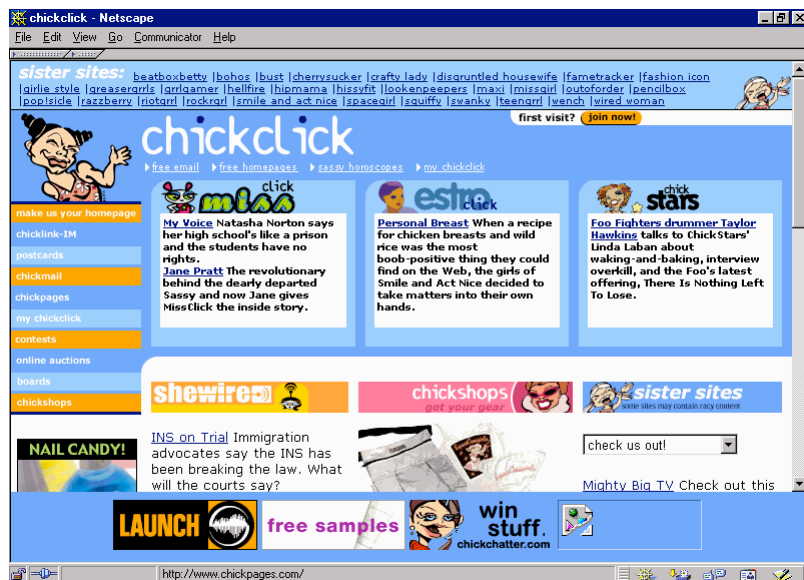 chickclick - Netscape
File Edit View Go Communicator Help
sister sites: beatboxbetty |bohos |bust |cherrysucker |crafty lady |disgruntled housewife |fametracker |fashion icon
|girlie style |greasergrrls |grrlgamer |hellfire |hipmama |hissyfit |lookenpeepers |maxi |missgirl |outoforder |pencilbox
|pop!sicle |razzberry |riotgrrl |rockrgrl |smile and act nice |spacegirl |squiffy |swanky |teengrrl |wench |wired woman
first visit? join now!
chickclick
free email free homepages sassy horoscopes my chickclick
make us your homepage
chicklink-IM
postcards
chickmail
chickpages
my chickclick
contests
online auctions
boards
chickshops
miss click
My Voice Natasha Norton says
her high school's like a prison
and the students have no
rights.
Jane Pratt The revolutionary
behind the dearly departed
Sassy and now Jane gives
MissClick the inside story.
estro click
Personal Breast When a recipe
for chicken breasts and wild
rice was the most
boob-positive thing they could
find on the Web, the girls of
Smile and Act Nice decided to
take matters into their own
hands.
chick stars
Foo Fighters drummer Taylor
Hawkins talks to ChickStars'
Linda Laban about
waking-and-baking, interview
overkill, and the Foo's latest
offering, There Is Nothing Left
To Lose.
shewire
chickshops
get your gear
sister sites
some sites may contain racy content
NAIL CANDY!
INS on Trial Immigration
advocates say the INS has
been breaking the law. What
will the courts say?
check us out!
Mighty Big TV Check out this
LAUNCH
free samples
win
stuff.
chickchatter.com
http://www.chickpages.com/